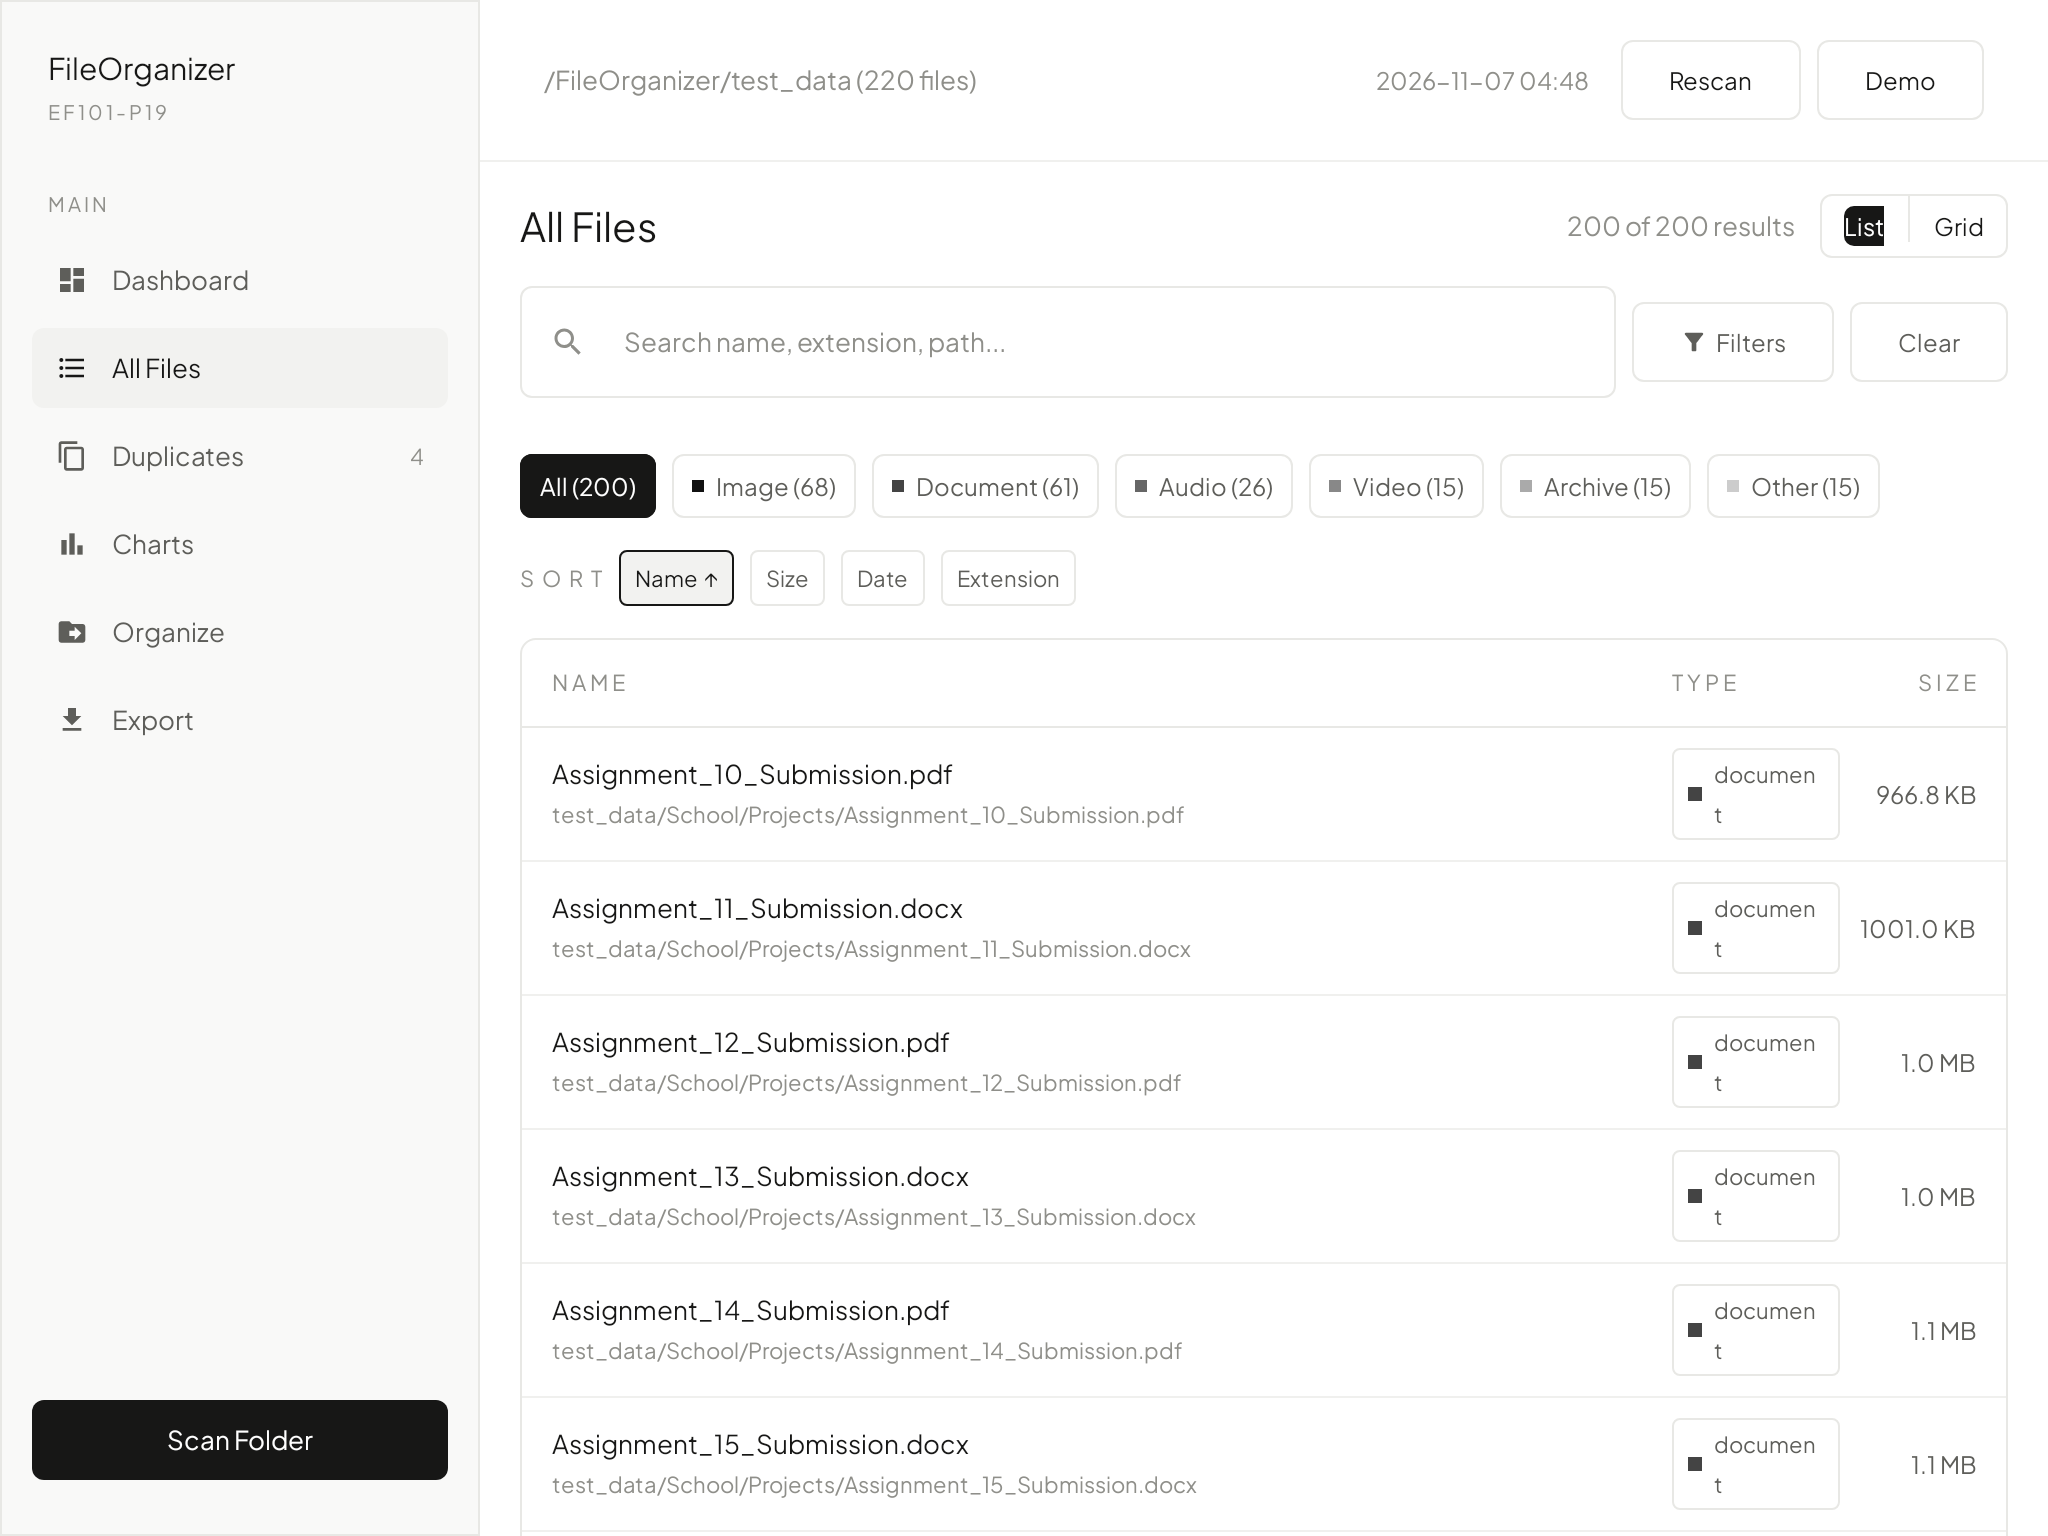 FileOrganizer
EF101-P19
MAIN
Dashboard
All Files
Duplicates 4
Charts
Organize
Export
Scan Folder
/FileOrganizer/test_data (220 files) 2026-11-07 04:48 Rescan Demo
All Files 200 of 200 results List Grid
Search name, extension, path... Filters Clear
All (200) Image (68) Document (61) Audio (26) Video (15) Archive (15) Other (15)
SORT Name ↑ Size Date Extension
NAME TYPE SIZE
Assignment_10_Submission.pdf
test_data/School/Projects/Assignment_10_Submission.pdf
documen
t
966.8 KB
Assignment_11_Submission.docx
test_data/School/Projects/Assignment_11_Submission.docx
documen
t
1001.0 KB
Assignment_12_Submission.pdf
test_data/School/Projects/Assignment_12_Submission.pdf
documen
t
1.0 MB
Assignment_13_Submission.docx
test_data/School/Projects/Assignment_13_Submission.docx
documen
t
1.0 MB
Assignment_14_Submission.pdf
test_data/School/Projects/Assignment_14_Submission.pdf
documen
t
1.1 MB
Assignment_15_Submission.docx
test_data/School/Projects/Assignment_15_Submission.docx
documen
t
1.1 MB